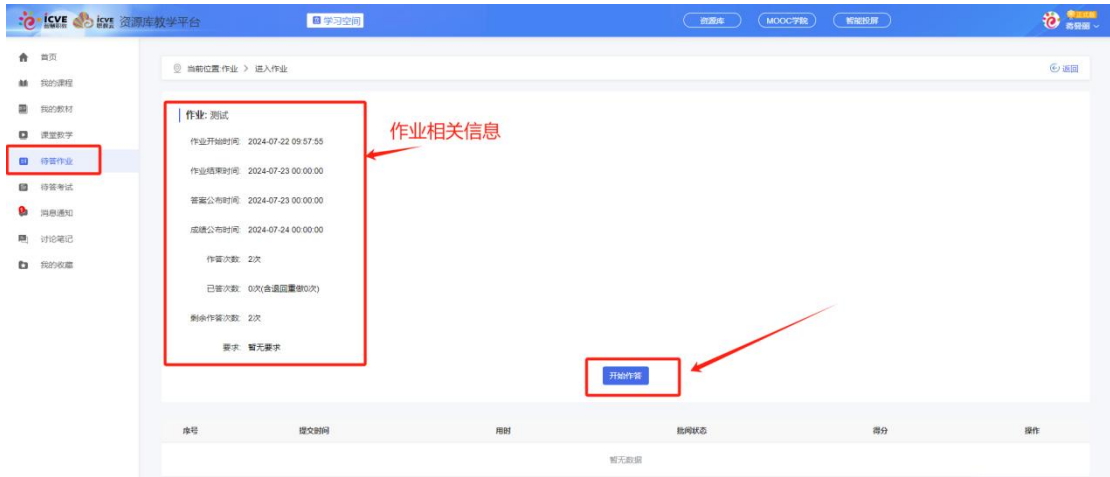 icve 智慧职教 icve 职教云 资源库教学平台
学习空间
资源库
MOOC学院
智能投屏
首页
我的课程
我的教材
课堂教学
待答作业
待答考试
消息通知
讨论笔记
我的收藏
当前位置:作业 > 进入作业
返回
作业: 测试
作业相关信息
作业开始时间: 2024-07-22 09:57:55
作业结束时间: 2024-07-23 00:00:00
答案公布时间: 2024-07-23 00:00:00
成绩公布时间: 2024-07-24 00:00:00
作答次数: 2次
已答次数: 0次(含退回重做0次)
剩余作答次数: 2次
要求: 暂无要求
开始作答
序号 提交时间 用时 批阅状态 得分 操作
暂无数据